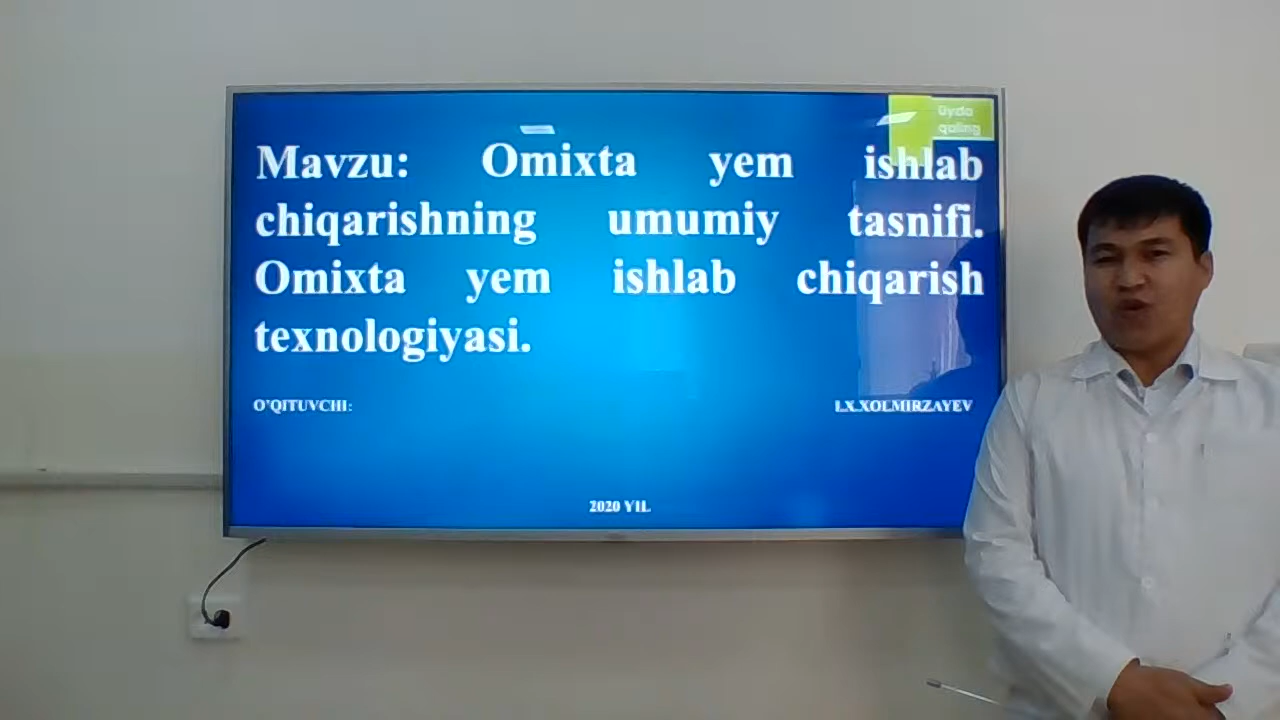 Uyda
qoling
Mavzu: Omixta yem ishlab
chiqarishning umumiy tasnifi.
Omixta yem ishlab chiqarish
texnologiyasi.
O'QITUVCHI: I.X.XOLMIRZAYEV
2020 YIL